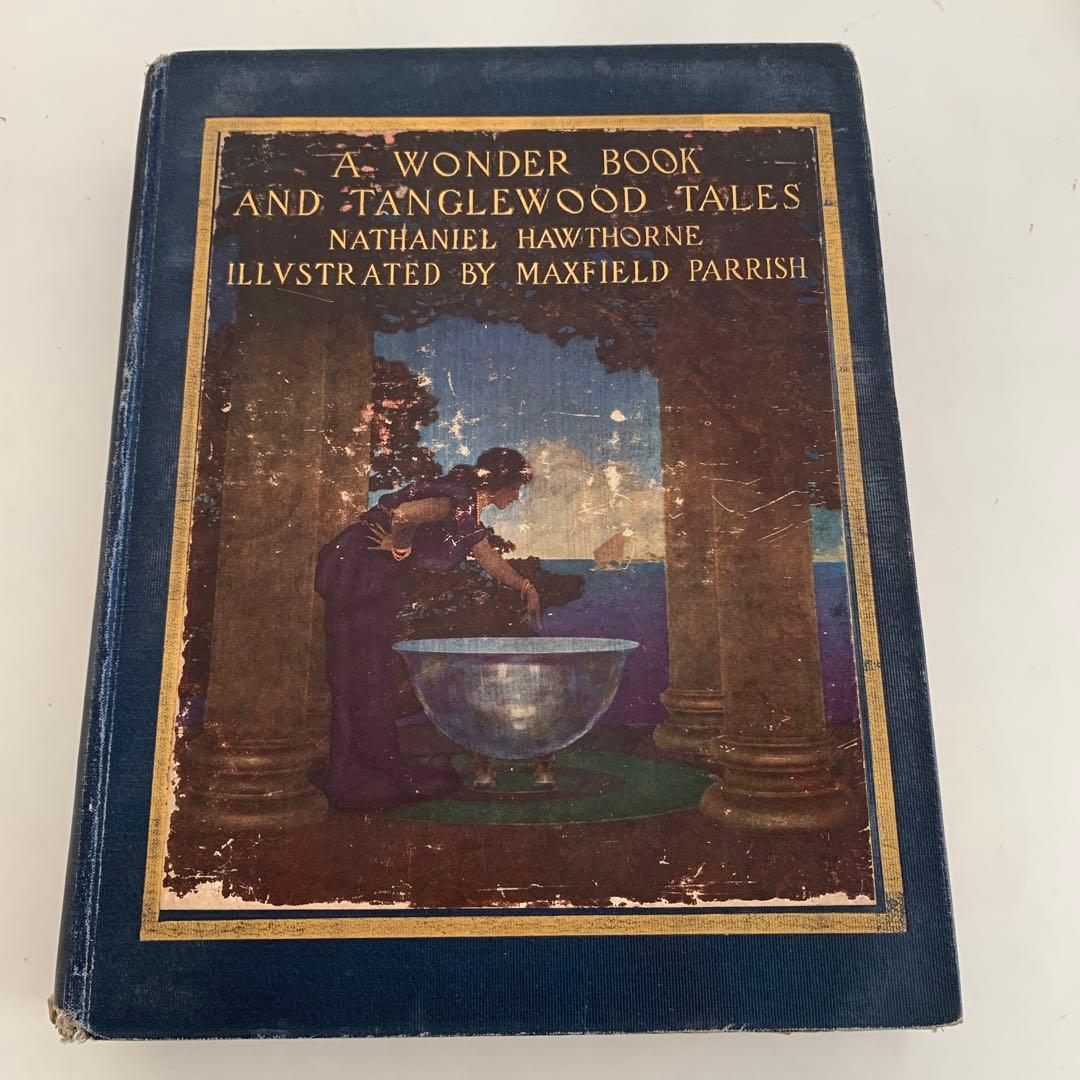 A WONDER BOOK
AND TANGLEWOOD TALES
NATHANIEL HAWTHORNE
ILLVSTRATED BY MAXFIELD PARRISH